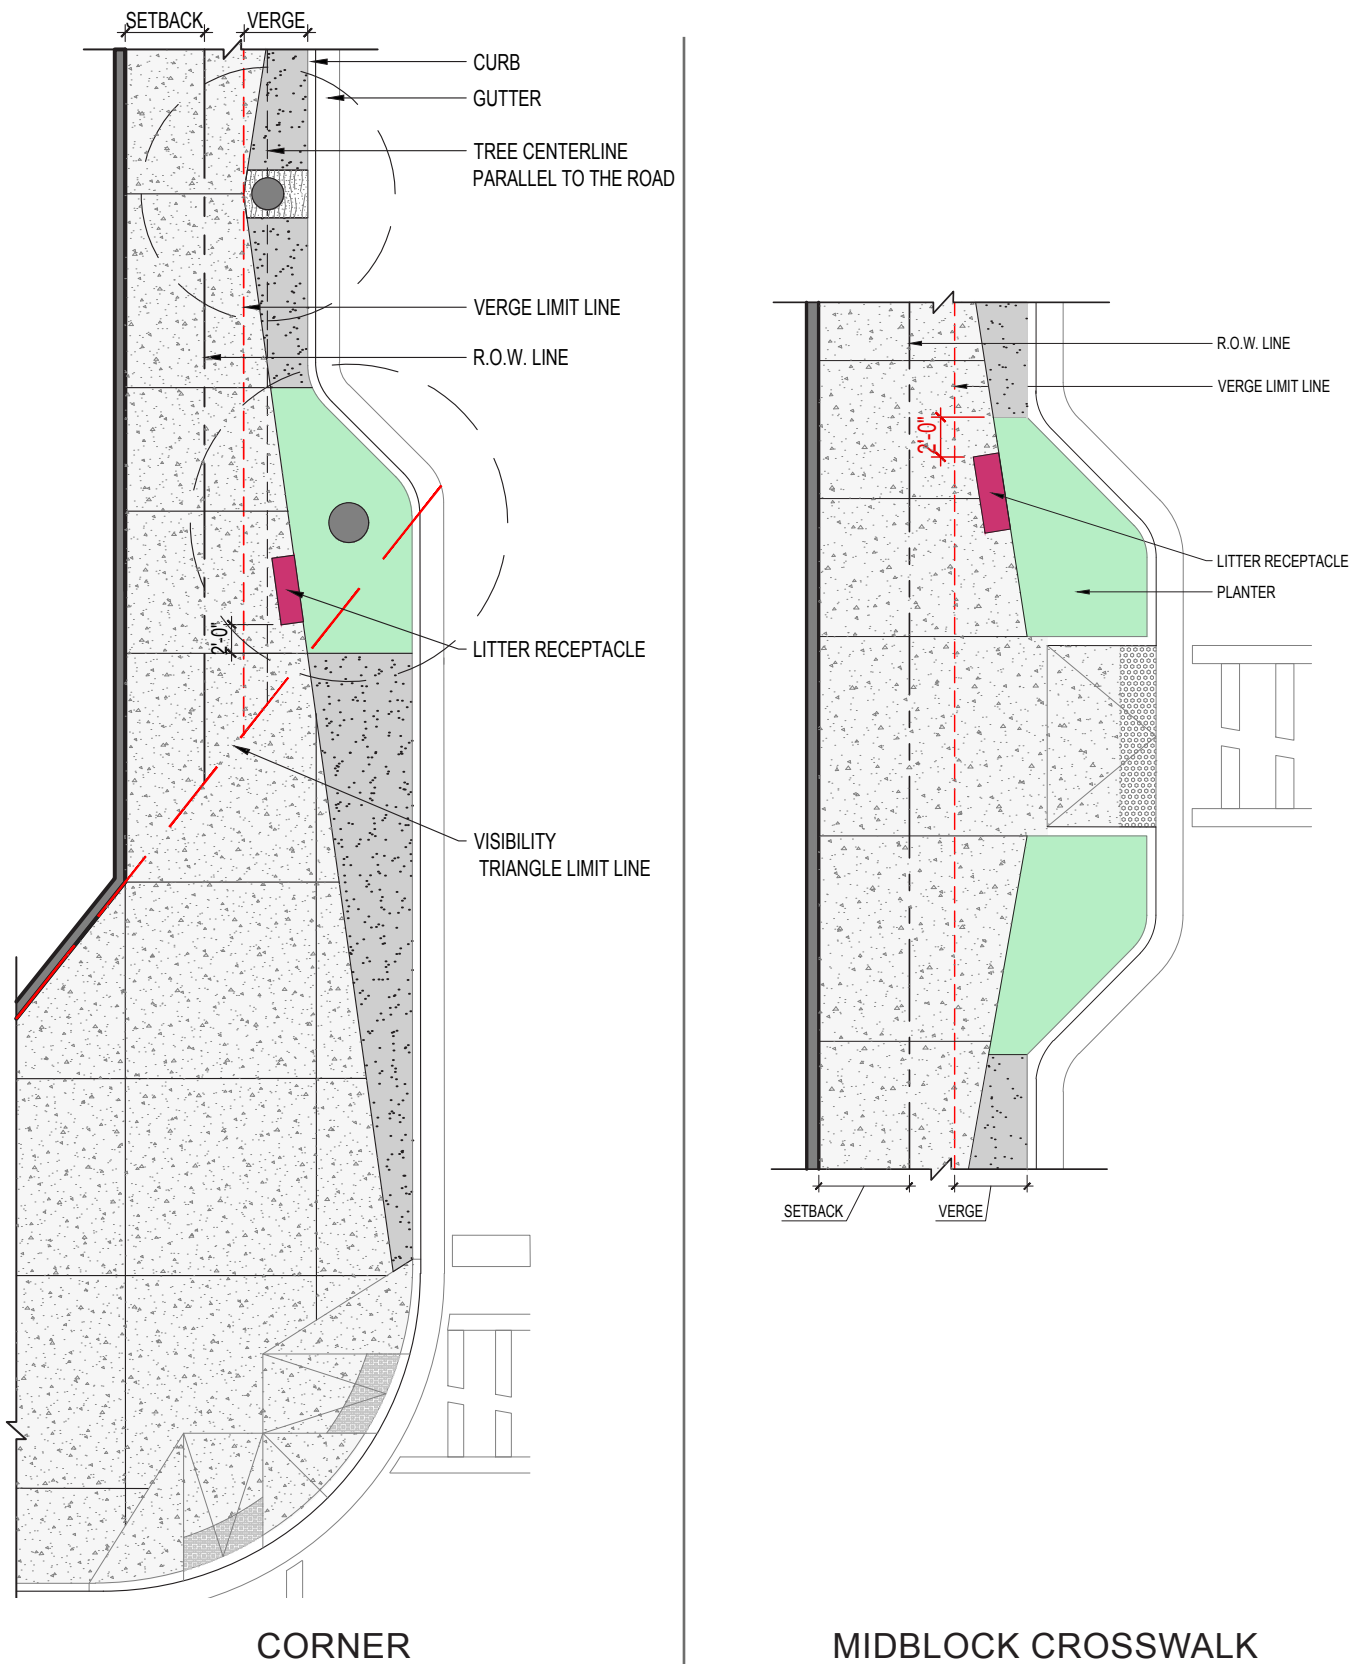 SETBACK
VERGE
CURB
GUTTER
TREE CENTERLINE
PARALLEL TO THE ROAD
VERGE LIMIT LINE
R.O.W. LINE
2'-0"
LITTER RECEPTACLE
VISIBILITY
TRIANGLE LIMIT LINE
CORNER
R.O.W. LINE
VERGE LIMIT LINE
2'-0"
LITTER RECEPTACLE
PLANTER
SETBACK
VERGE
MIDBLOCK CROSSWALK